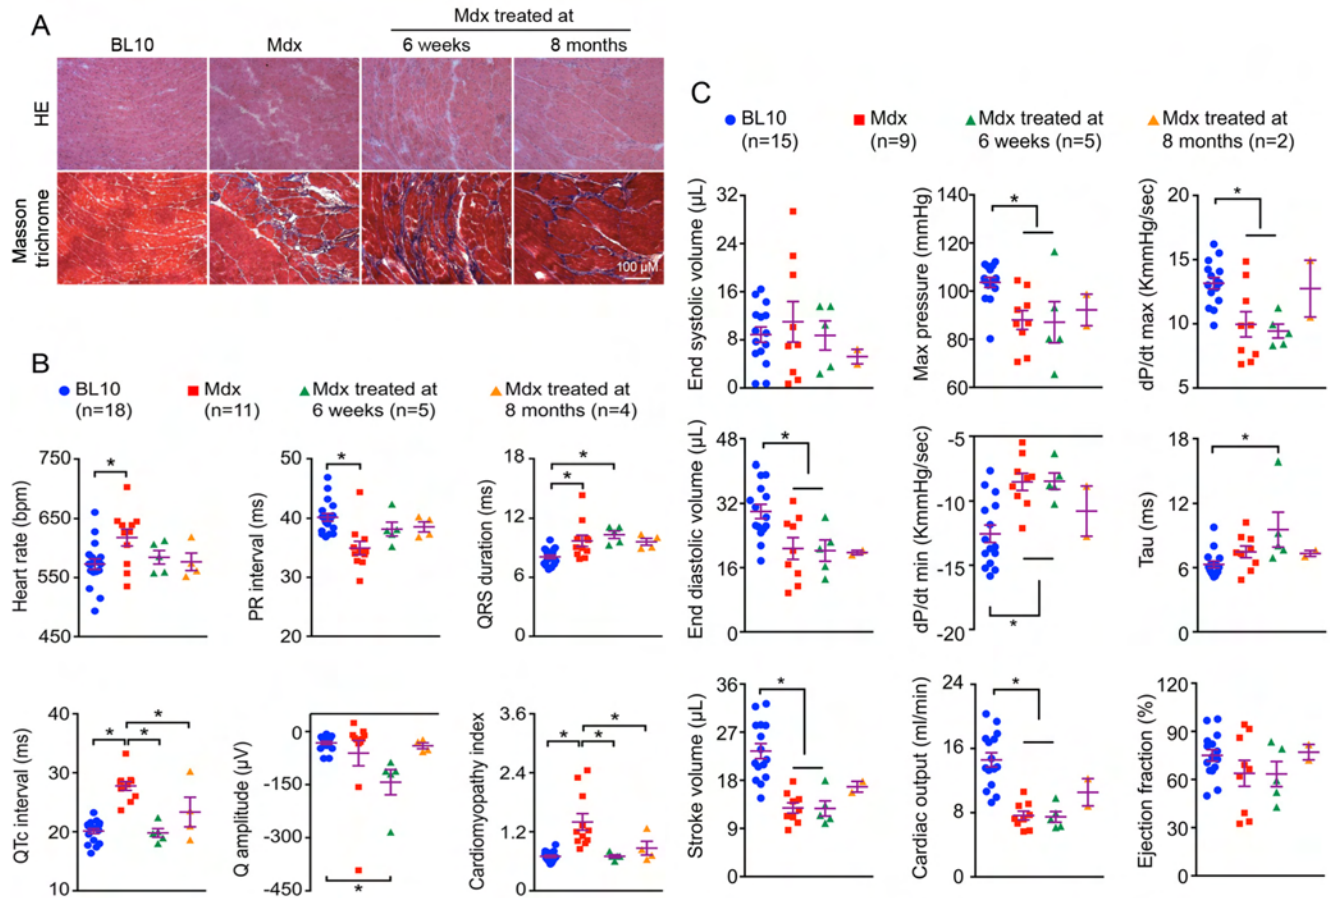 A
Mdx treated at
BL10 Mdx 6 weeks 8 months
HE
Masson
trichrome
100 µM
B
BL10
(n=18)
Mdx
(n=11)
Mdx treated at
6 weeks (n=5)
Mdx treated at
8 months (n=4)
Heart rate (bpm)
750
650
550
450
*
PR interval (ms)
50
40
30
20
*
QRS duration (ms)
18
12
6
0
*
*
QTc interval (ms)
40
30
20
10
*
*
*
Q amplitude (µV)
0
-150
-300
-450
*
Cardiomyopathy index
3.6
2.4
1.2
0
*
*
*
C
BL10
(n=15)
Mdx
(n=9)
Mdx treated at
6 weeks (n=5)
Mdx treated at
8 months (n=2)
End systolic volume (µL)
32
24
16
8
0
Max pressure (mmHg)
140
120
100
80
60
*
dP/dt max (KmmHg/sec)
20
15
10
5
*
End diastolic volume (µL)
48
32
16
0
*
dP/dt min (KmmHg/sec)
-5
-10
-15
-20
*
Tau (ms)
18
12
6
0
*
Stroke volume (µL)
36
27
18
9
0
*
Cardiac output (ml/min)
24
16
8
0
*
Ejection fraction (%)
120
90
60
30
0